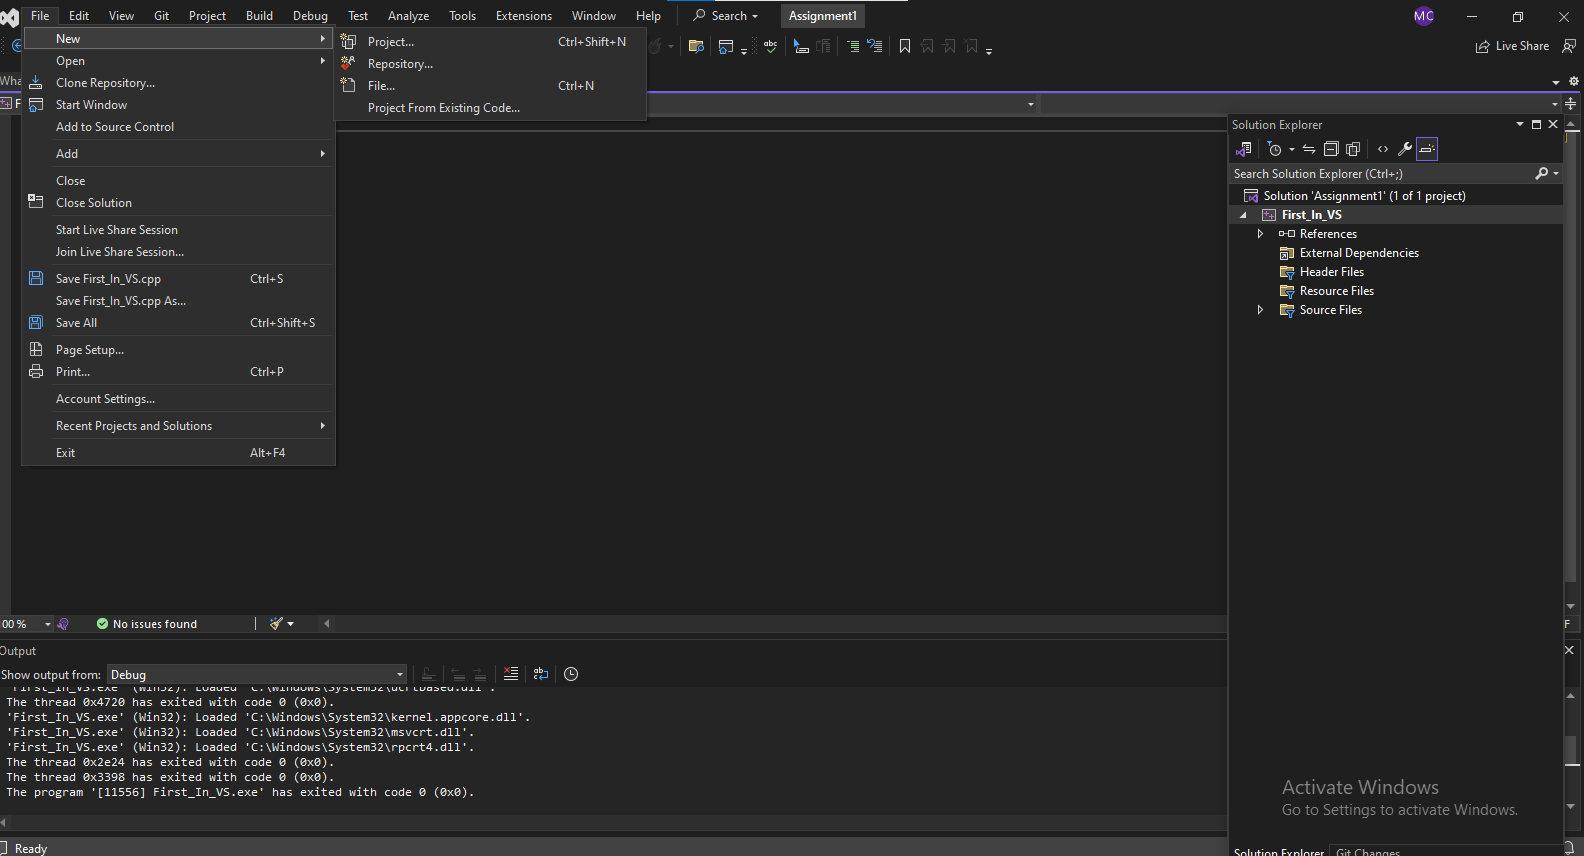 File Edit View Git Project Build Debug Test Analyze Tools Extensions Window Help Search Assignment1 MC
Live Share
New
Open
Clone Repository...
Start Window
Add to Source Control
Add
Close
Close Solution
Start Live Share Session
Join Live Share Session...
Save First_In_VS.cpp Ctrl+S
Save First_In_VS.cpp As...
Save All Ctrl+Shift+S
Page Setup...
Print... Ctrl+P
Account Settings...
Recent Projects and Solutions
Exit Alt+F4
Project... Ctrl+Shift+N
Repository...
File... Ctrl+N
Project From Existing Code...
Solution Explorer
Search Solution Explorer (Ctrl+;)
Solution 'Assignment1' (1 of 1 project)
First_In_VS
References
External Dependencies
Header Files
Resource Files
Source Files
00 % No issues found
Output
Show output from: Debug
'First_In_VS.exe' (Win32): Loaded 'C:\Windows\System32\ucrtbased.dll'.
The thread 0x4720 has exited with code 0 (0x0).
'First_In_VS.exe' (Win32): Loaded 'C:\Windows\System32\kernel.appcore.dll'.
'First_In_VS.exe' (Win32): Loaded 'C:\Windows\System32\msvcrt.dll'.
'First_In_VS.exe' (Win32): Loaded 'C:\Windows\System32\rpcrt4.dll'.
The thread 0x2e24 has exited with code 0 (0x0).
The thread 0x3398 has exited with code 0 (0x0).
The program '[11556] First_In_VS.exe' has exited with code 0 (0x0).
Activate Windows
Go to Settings to activate Windows.
Solution Explorer Git Changes
Ready